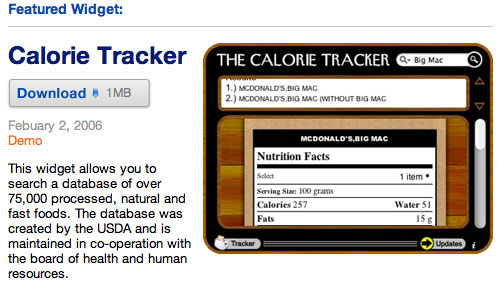 Featured Widget:
Calorie Tracker
Download 1MB
Febuary 2, 2006
Demo
This widget allows you to
search a database of over
75,000 processed, natural and
fast foods. The database was
created by the USDA and is
maintained in co-operation with
the board of health and human
resources.
THE CALORIE TRACKER
Big Mac
1.) MCDONALD'S,BIG MAC
2.) MCDONALD'S,BIG MAC (WITHOUT BIG MAC
MCDONALD'S,BIG MAC
Nutrition Facts
Select 1 item
Serving Size: 100 grams
Calories 257 Water 51
Fats 15 g
Tracker Updates i